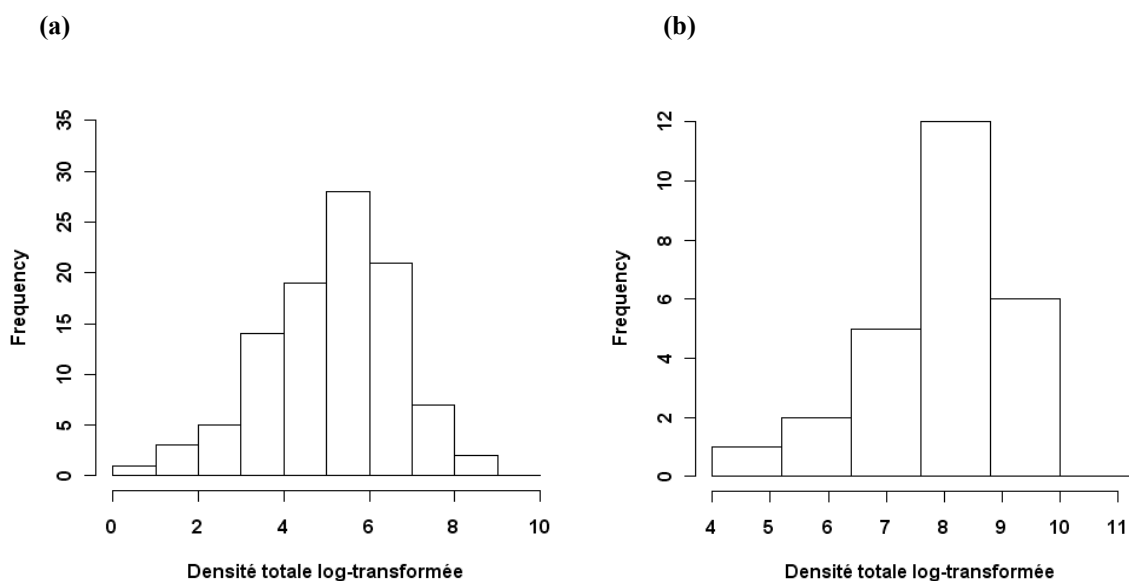 (a)
(b)
35
30
25
20
15
10
5
0
Frequency
0 2 4 6 8 10
Densité totale log-transformée
12
10
8
6
4
2
0
Frequency
4 5 6 7 8 9 10 11
Densité totale log-transformée